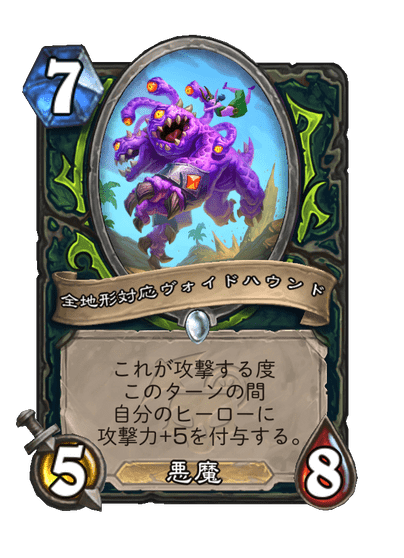 7
全地形対応ヴォイドハウンド
これが攻撃する度
このターンの間
自分のヒーローに
攻撃力+5を付与する。
5
悪魔
8